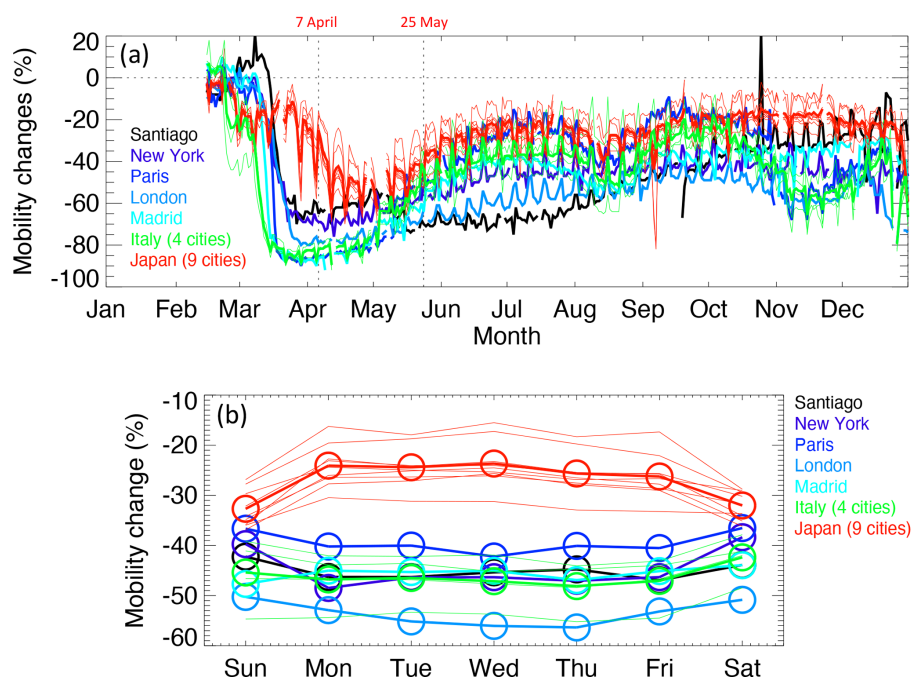 7 April 25 May
(a)
Mobility changes (%)
20
0
-20
-40
-60
-80
-100
Santiago
New York
Paris
London
Madrid
Italy (4 cities)
Japan (9 cities)
Jan Feb Mar Apr May Jun Jul Aug Sep Oct Nov Dec
Month
(b)
Mobility change (%)
-10
-20
-30
-40
-50
-60
Sun Mon Tue Wed Thu Fri Sat
Santiago
New York
Paris
London
Madrid
Italy (4 cities)
Japan (9 cities)